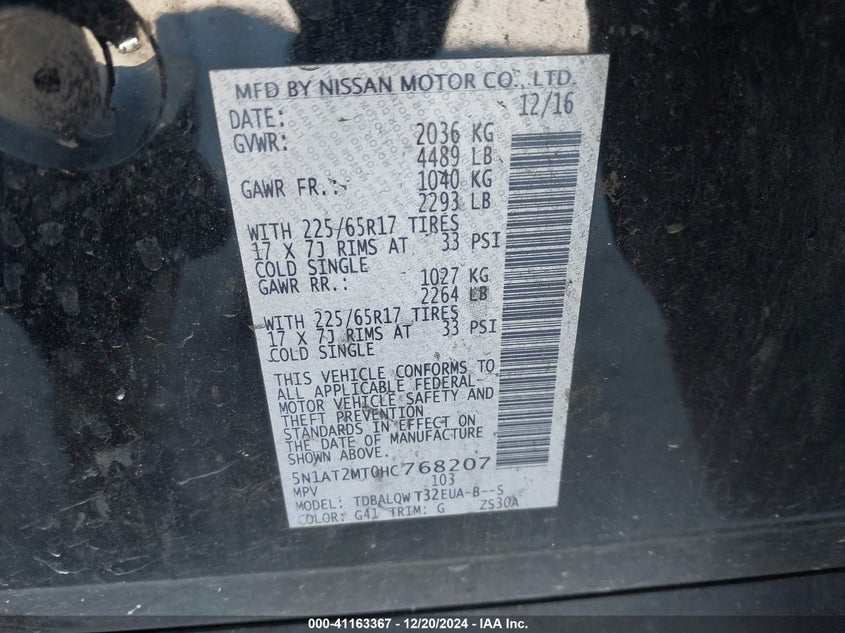 MFD BY NISSAN MOTOR CO., LTD.
DATE: 12/16
GVWR: 2036 KG
4489 LB
GAWR FR.: 1040 KG
2293 LB
WITH 225/65R17 TIRES
17 X 7J RIMS AT 33 PSI
COLD SINGLE
GAWR RR.: 1027 KG
2264 LB
WITH 225/65R17 TIRES
17 X 7J RIMS AT 33 PSI
COLD SINGLE
THIS VEHICLE CONFORMS TO
ALL APPLICABLE FEDERAL
MOTOR VEHICLE SAFETY AND
THEFT PREVENTION
STANDARDS IN EFFECT ON
THE DATE OF MANUFACTURE
SHOWN ABOVE.
5N1AT2MT0HC768207
MPV 103
MODEL: TDBALQWT32EUA-B--S
COLOR: G41 TRIM: G ZS30A
000-41163367 - 12/20/2024 - IAA Inc.